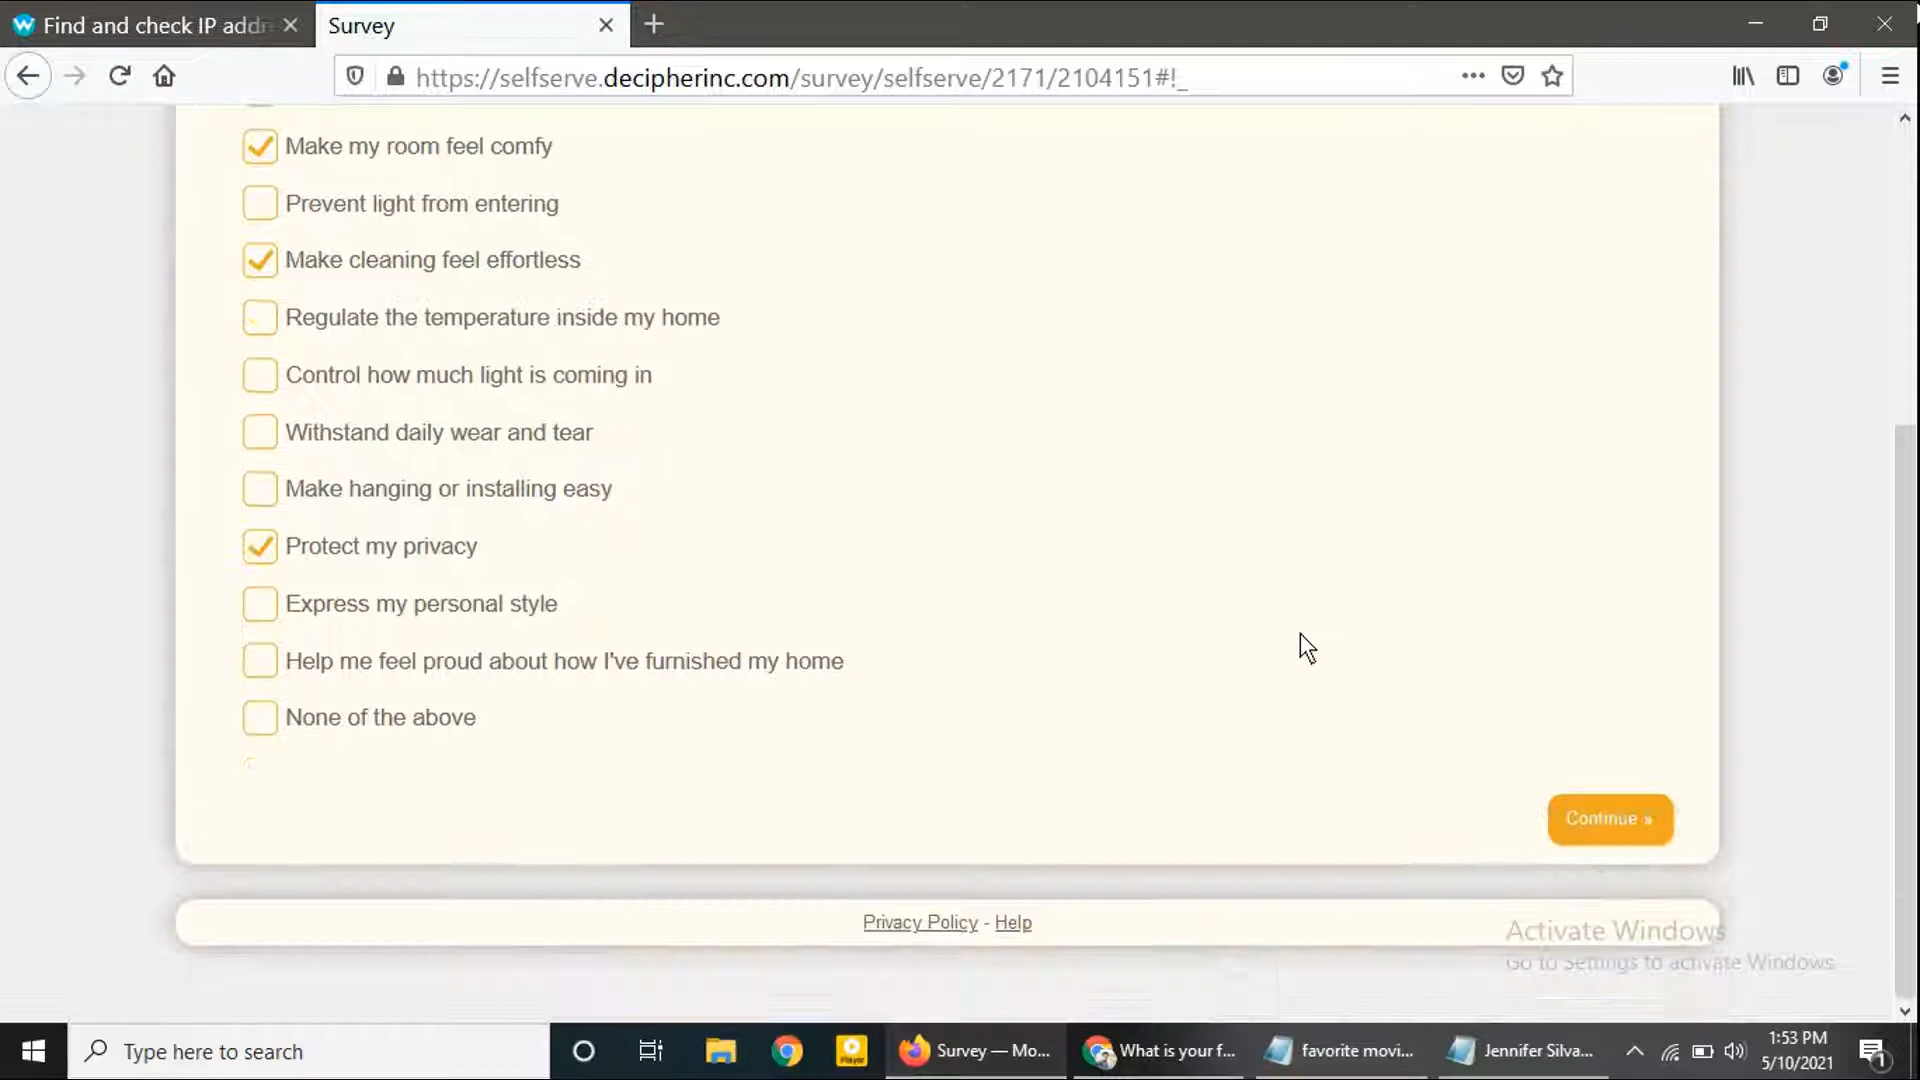 Find and check IP addr
Survey
https://selfserve.decipherinc.com/survey/selfserve/2171/2104151#!_
Make my room feel comfy
Prevent light from entering
Make cleaning feel effortless
Regulate the temperature inside my home
Control how much light is coming in
Withstand daily wear and tear
Make hanging or installing easy
Protect my privacy
Express my personal style
Help me feel proud about how I've furnished my home
None of the above
Continue »
Privacy Policy - Help
Activate Windows
Go to Settings to activate Windows.
Type here to search
Player
Survey — Mo...
What is your f...
favorite movi...
Jennifer Silva...
1:53 PM
5/10/2021
1